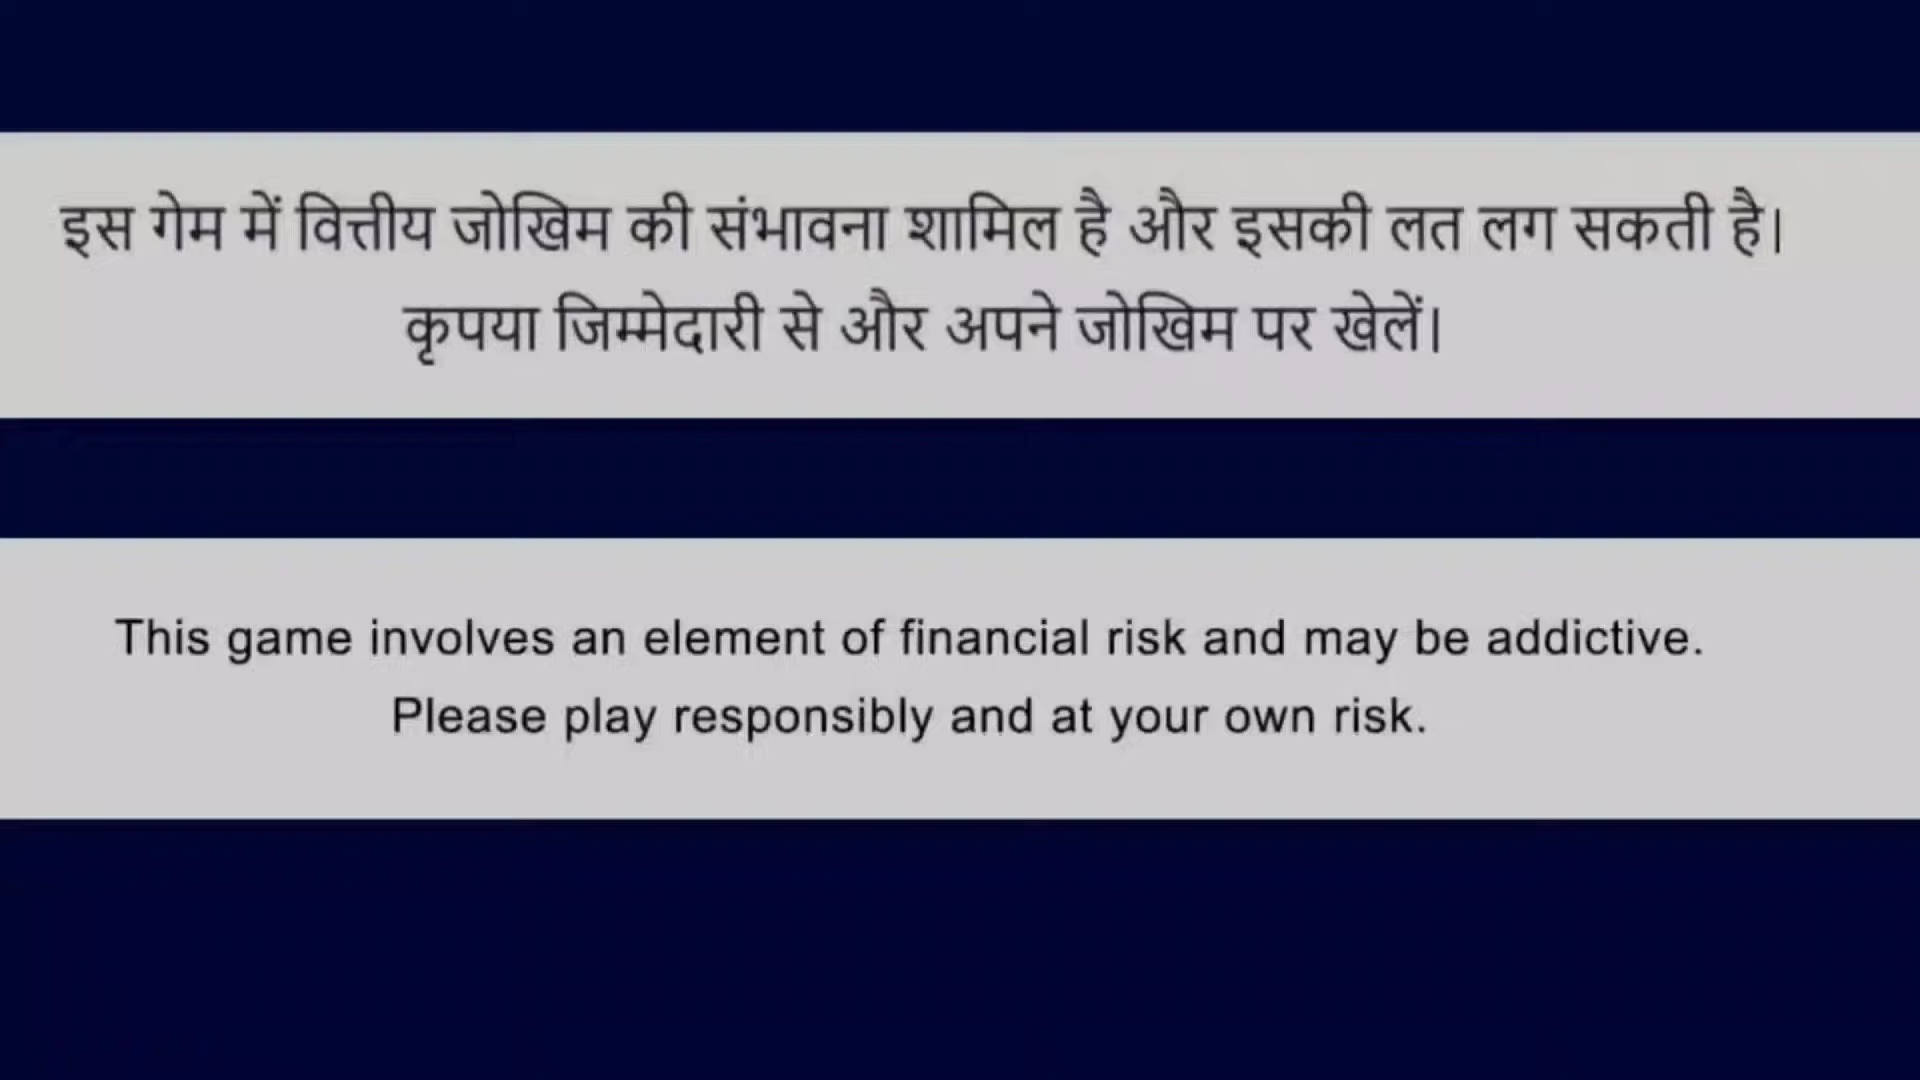 इस गेम में वित्तीय जोखिम की संभावना शामिल है और इसकी लत लग सकती है।
कृपया जिम्मेदारी से और अपने जोखिम पर खेलें।
This game involves an element of financial risk and may be addictive.
Please play responsibly and at your own risk.